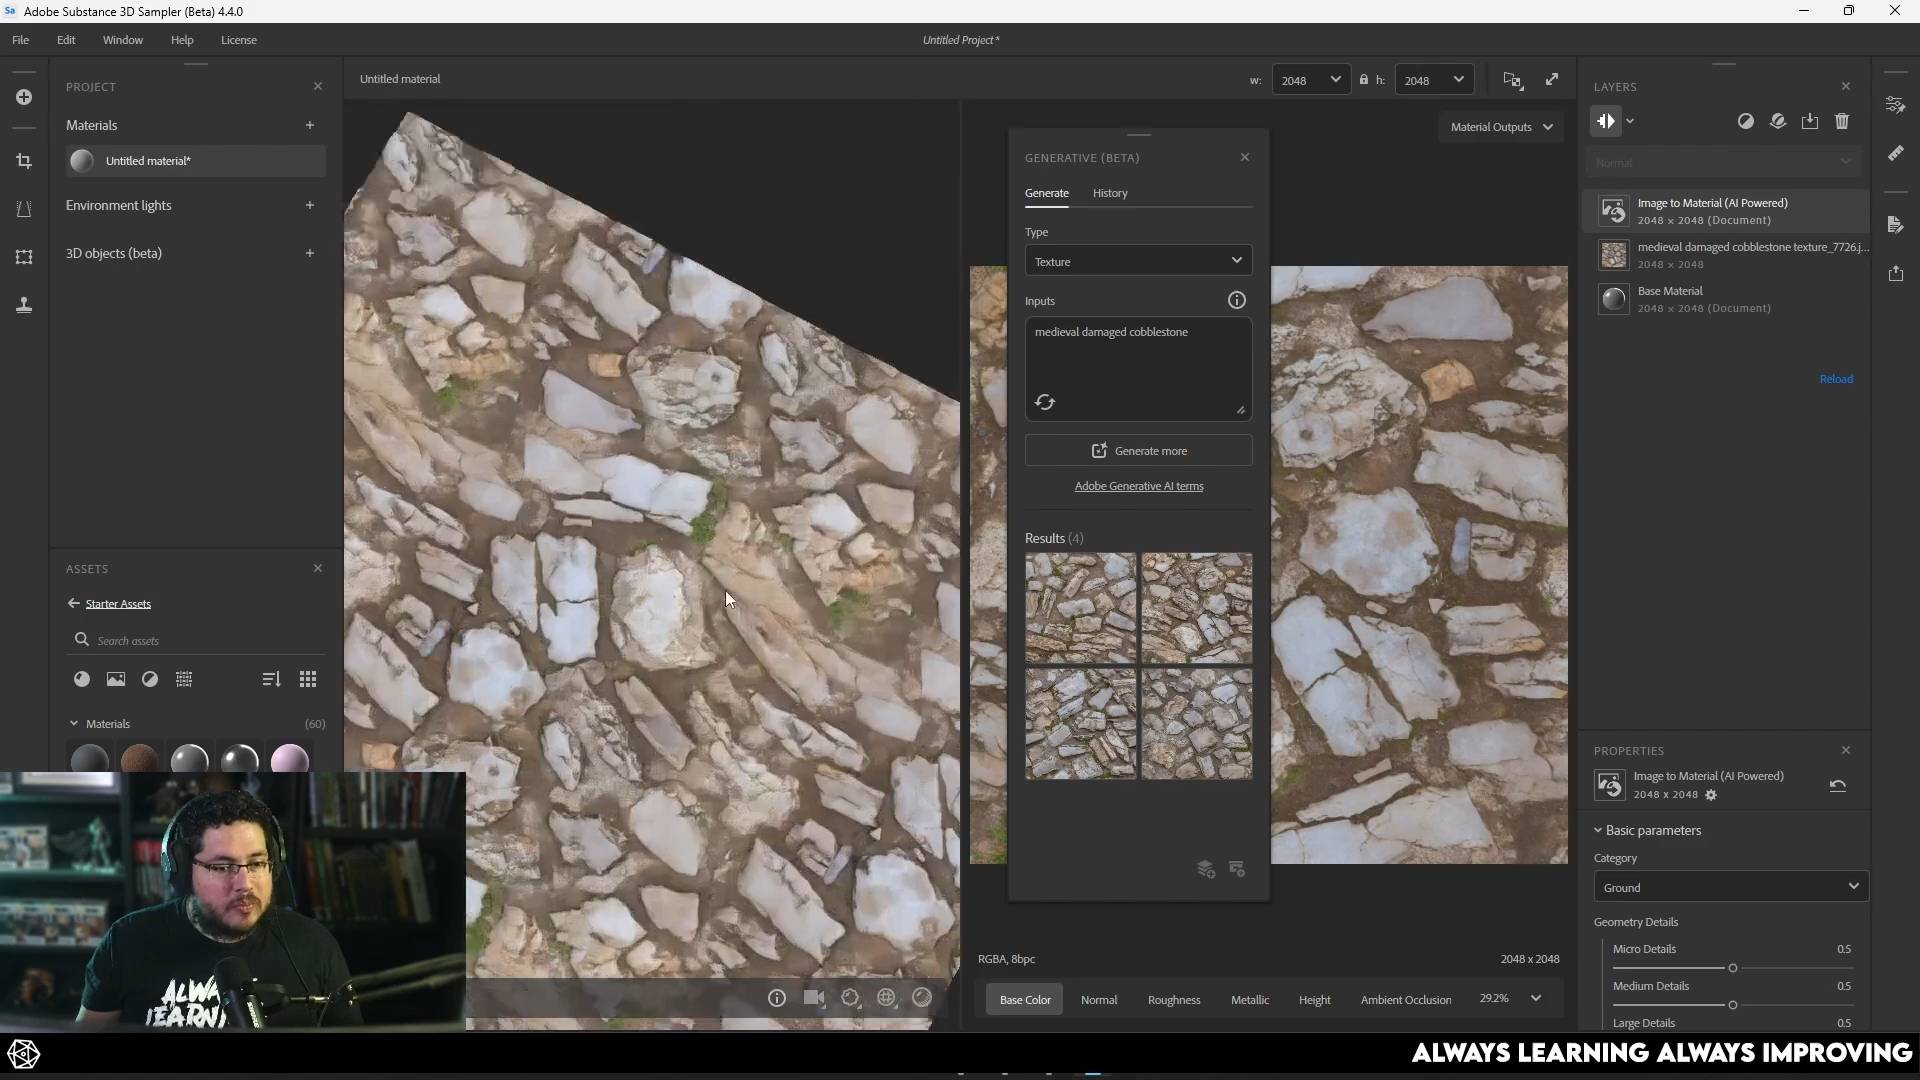 Sa Adobe Substance 3D Sampler (Beta) 4.4.0
File Edit Window Help License
Untitled Project*
PROJECT
Materials
Untitled material*
Environment lights
3D objects (beta)
ASSETS
Starter Assets
Search assets
Materials (60)
Untitled material
w: 2048 h: 2048
Material Outputs
GENERATIVE (BETA)
Generate History
Type
Texture
Inputs
medieval damaged cobblestone
Generate more
Adobe Generative AI terms
Results (4)
RGBA, 8bpc 2048 x 2048
Base Color Normal Roughness Metallic Height Ambient Occlusion 29.2%
LAYERS
Normal
Image to Material (AI Powered)
2048 x 2048 (Document)
medieval damaged cobblestone texture_7726.j...
2048 x 2048
Base Material
2048 x 2048 (Document)
Reload
PROPERTIES
Image to Material (AI Powered)
2048 x 2048
Basic parameters
Category
Ground
Geometry Details
Micro Details 0.5
Medium Details 0.5
Large Details 0.5
ALWAYS LEARNING ALWAYS IMPROVING